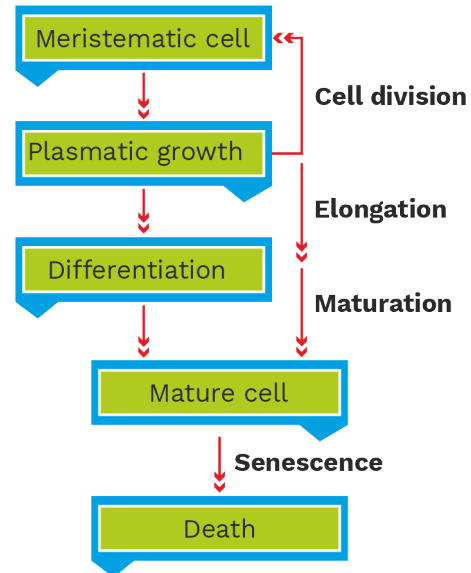 Meristematic cell
Cell division
Plasmatic growth
Elongation
Differentiation
Maturation
Mature cell
Senescence
Death